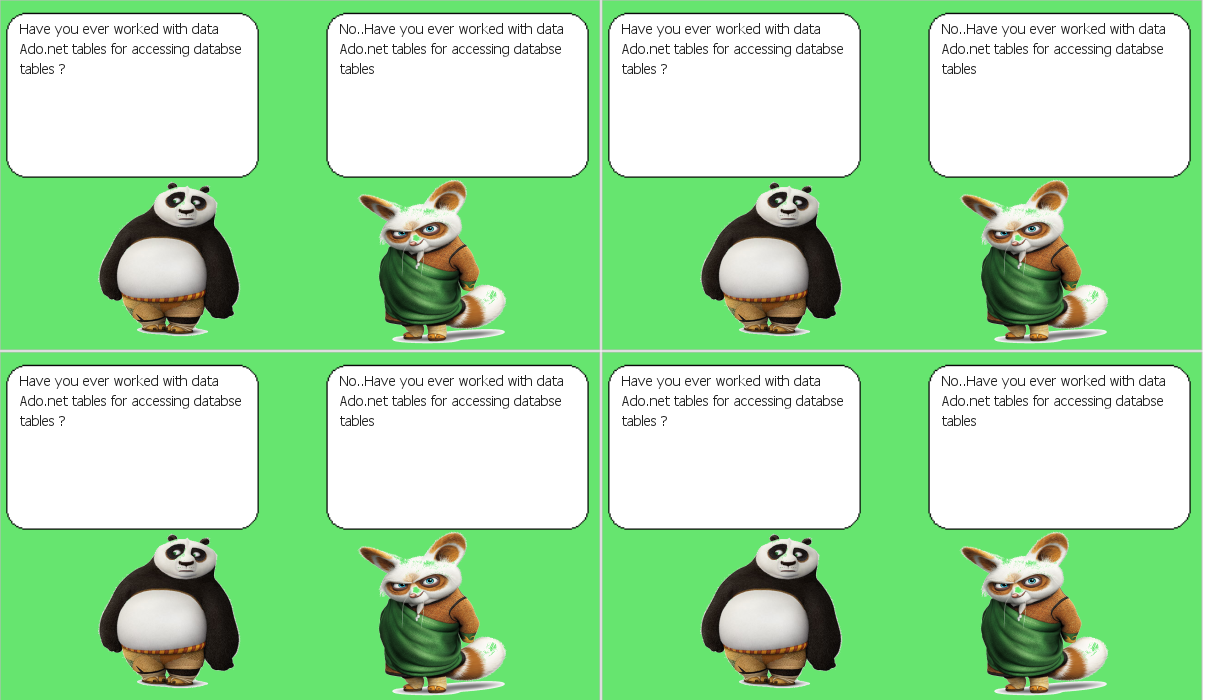 Have you ever worked with data
Ado.net tables for accessing databse
tables ?
No..Have you ever worked with data
Ado.net tables for accessing databse
tables
Have you ever worked with data
Ado.net tables for accessing databse
tables ?
No..Have you ever worked with data
Ado.net tables for accessing databse
tables
Have you ever worked with data
Ado.net tables for accessing databse
tables ?
No..Have you ever worked with data
Ado.net tables for accessing databse
tables
Have you ever worked with data
Ado.net tables for accessing databse
tables ?
No..Have you ever worked with data
Ado.net tables for accessing databse
tables